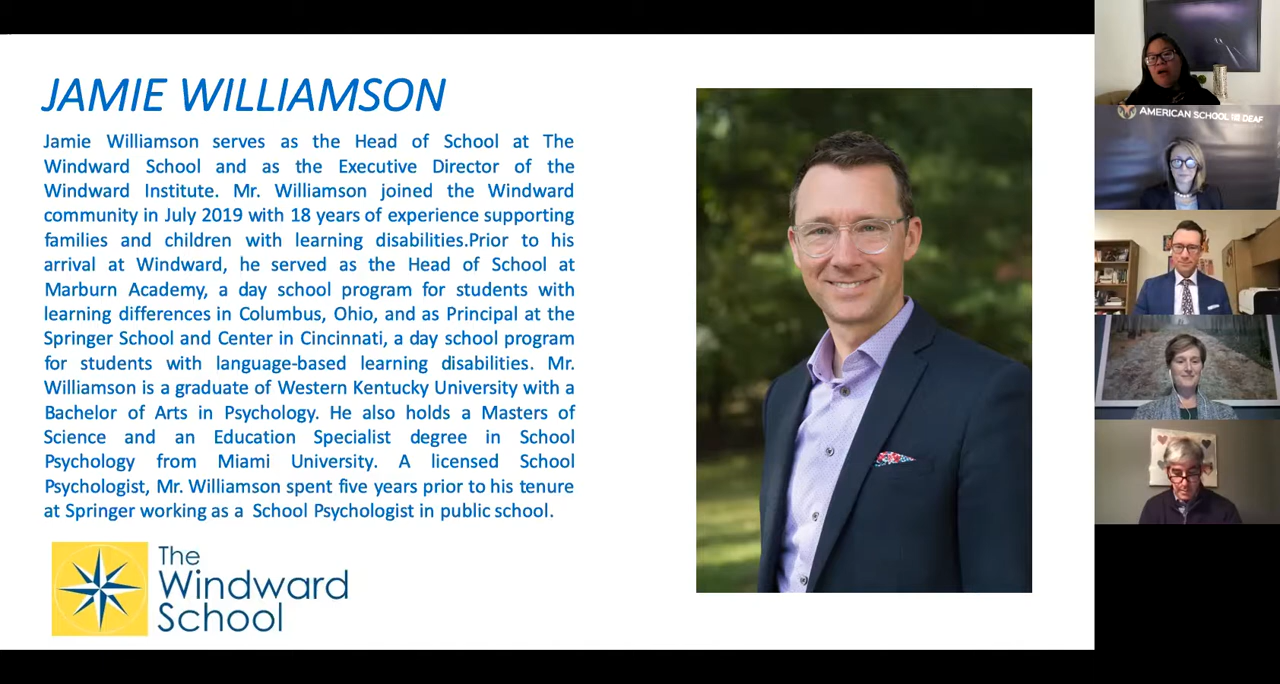 JAMIE WILLIAMSON
Jamie Williamson serves as the Head of School at The
Windward School and as the Executive Director of the
Windward Institute. Mr. Williamson joined the Windward
community in July 2019 with 18 years of experience supporting
families and children with learning disabilities.Prior to his
arrival at Windward, he served as the Head of School at
Marburn Academy, a day school program for students with
learning differences in Columbus, Ohio, and as Principal at the
Springer School and Center in Cincinnati, a day school program
for students with language-based learning disabilities. Mr.
Williamson is a graduate of Western Kentucky University with a
Bachelor of Arts in Psychology. He also holds a Masters of
Science and an Education Specialist degree in School
Psychology from Miami University. A licensed School
Psychologist, Mr. Williamson spent five years prior to his tenure
at Springer working as a School Psychologist in public school.
The
Windward
School
AMERICAN SCHOOL FOR THE DEAF